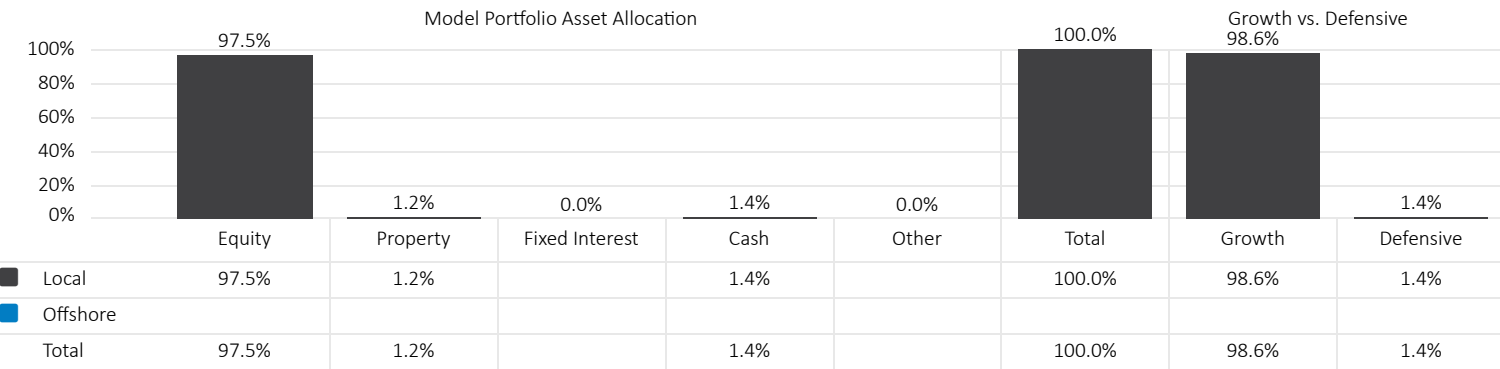 Model Portfolio Asset Allocation Growth vs. Defensive
97.5% 100.0% 98.6%
100%
80%
60%
40%
20% 1.2% 0.0% 1.4% 0.0% 1.4%
0%
Equity Property Fixed Interest Cash Other Total Growth Defensive
Local 97.5% 1.2% 1.4% 100.0% 98.6% 1.4%
Offshore
Total 97.5% 1.2% 1.4% 100.0% 98.6% 1.4%